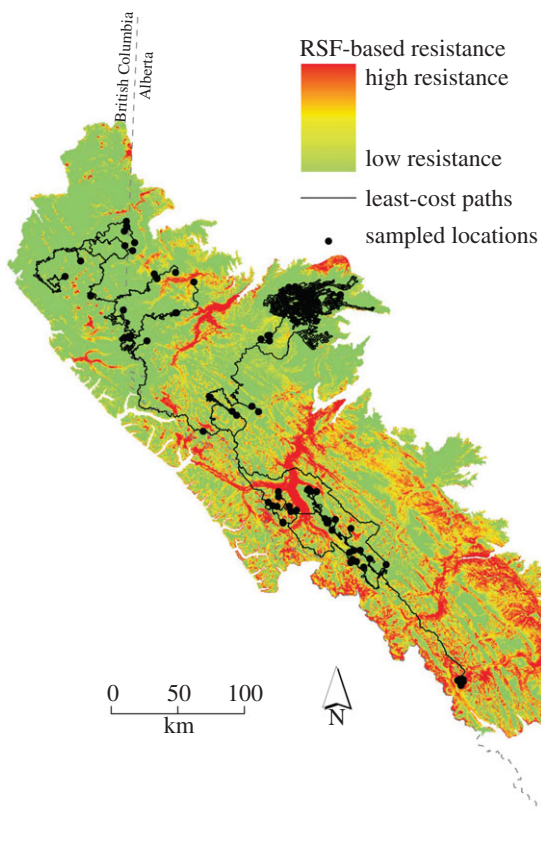 British Columbia
Alberta
RSF-based resistance
high resistance
low resistance
least-cost paths
sampled locations
0 50 100
km
N